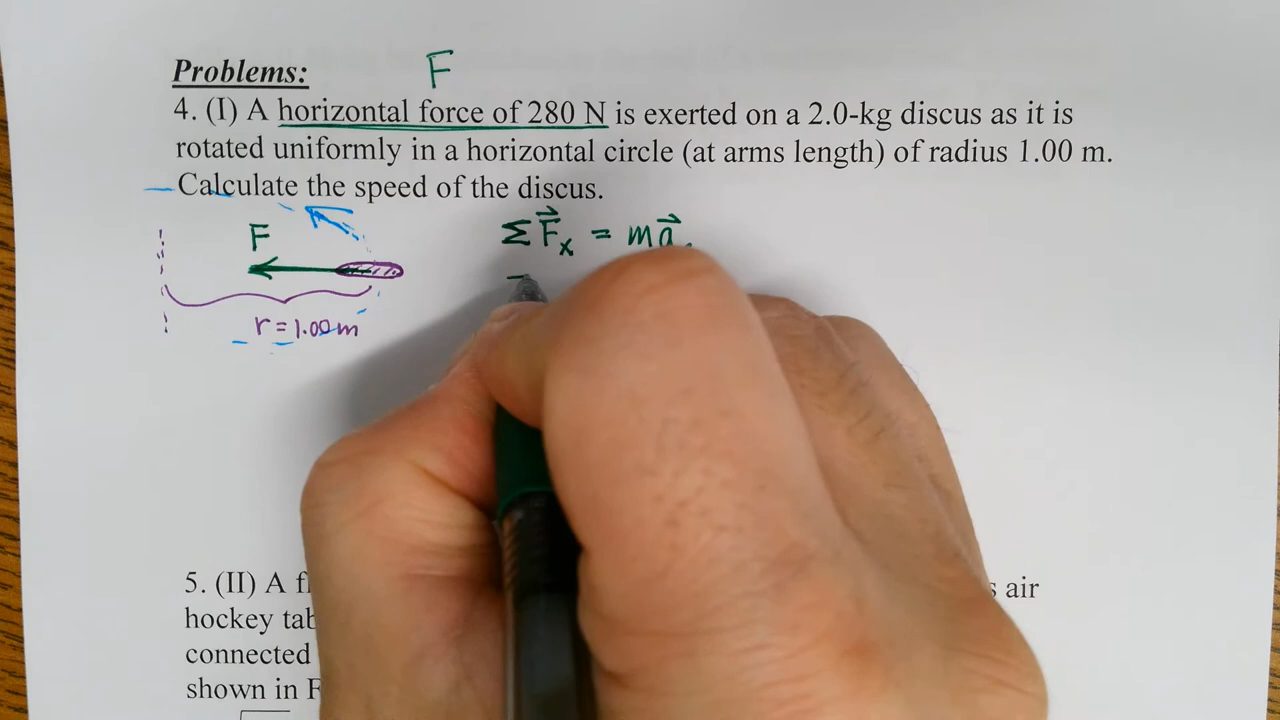 Problems:
F
4. (I) A horizontal force of 280 N is exerted on a 2.0-kg discus as it is
rotated uniformly in a horizontal circle (at arms length) of radius 1.00 m.
Calculate the speed of the discus.
F
r = 1.00 m
ΣF⃗x = ma⃗
5. (II) A
air
hockey
connected
shown in